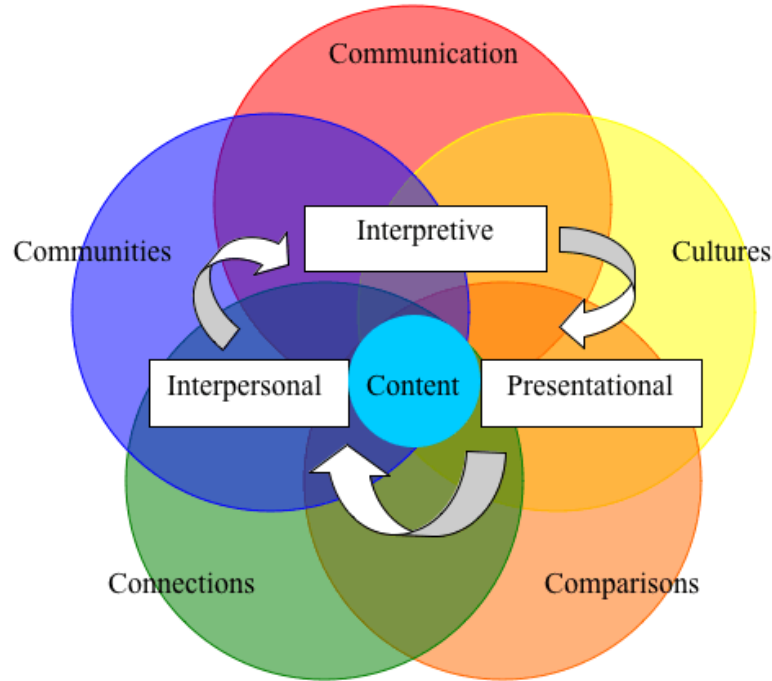 Communication
Interpretive
Communities
Cultures
Interpersonal
Content
Presentational
Connections
Comparisons